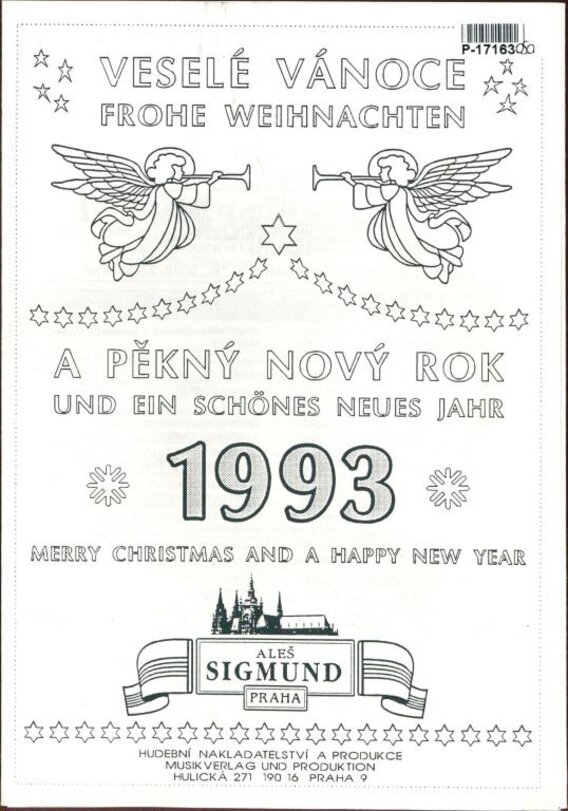 P-17163
VESELÉ VÁNOCE
FROHE WEIHNACHTEN
A PĚKNÝ NOVÝ ROK
UND EIN SCHÖNES NEUES JAHR
1993
MERRY CHRISTMAS AND A HAPPY NEW YEAR
ALEŠ
SIGMUND
PRAHA
HUDEBNÍ NAKLADATELSTVÍ A PRODUKCE
MUSIKVERLAG UND PRODUKTION
HULICKÁ 271 190 16 PRAHA 9